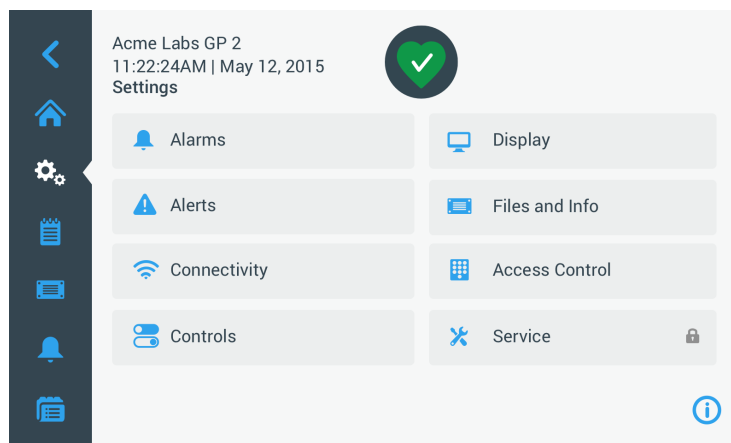 Acme Labs GP 2
11:22:24AM | May 12, 2015
Settings
Alarms
Display
Alerts
Files and Info
Connectivity
Access Control
Controls
Service